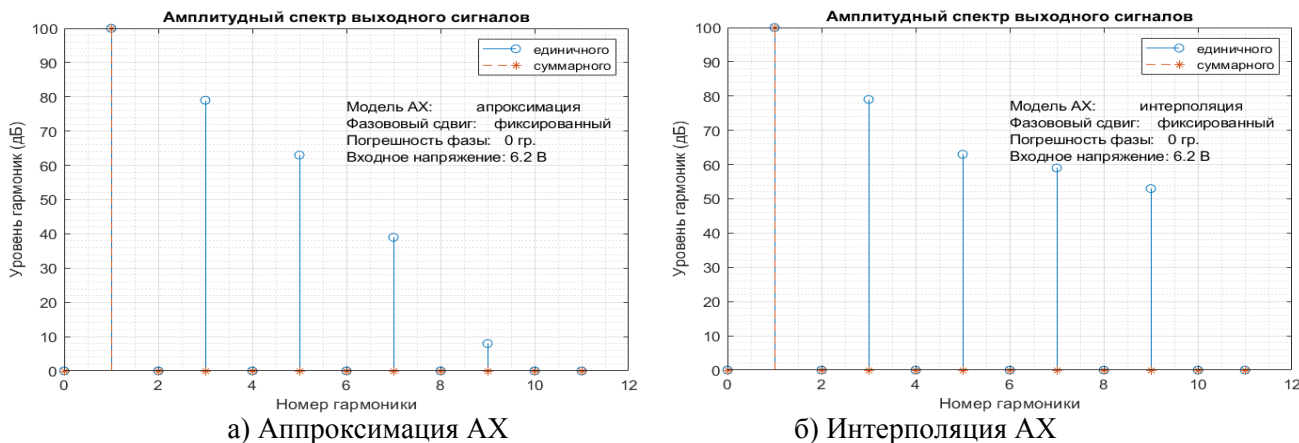 Амплитудный спектр выходного сигналов
100
90
80
70
60
50
40
30
20
10
0
Уровень гармоник (дБ)
единичного
суммарного
Модель АХ: апроксимация
Фазововый сдвиг: фиксированный
Погрешность фазы: 0 гр.
Входное напряжение: 6.2 В
0 2 4 6 8 10 12
Номер гармоники
а) Аппроксимация АХ
Амплитудный спектр выходного сигналов
100
90
80
70
60
50
40
30
20
10
0
Уровень гармоник (дБ)
единичного
суммарного
Модель АХ: интерполяция
Фазововый сдвиг: фиксированный
Погрешность фазы: 0 гр.
Входное напряжение: 6.2 В
0 2 4 6 8 10 12
Номер гармоники
б) Интерполяция АХ